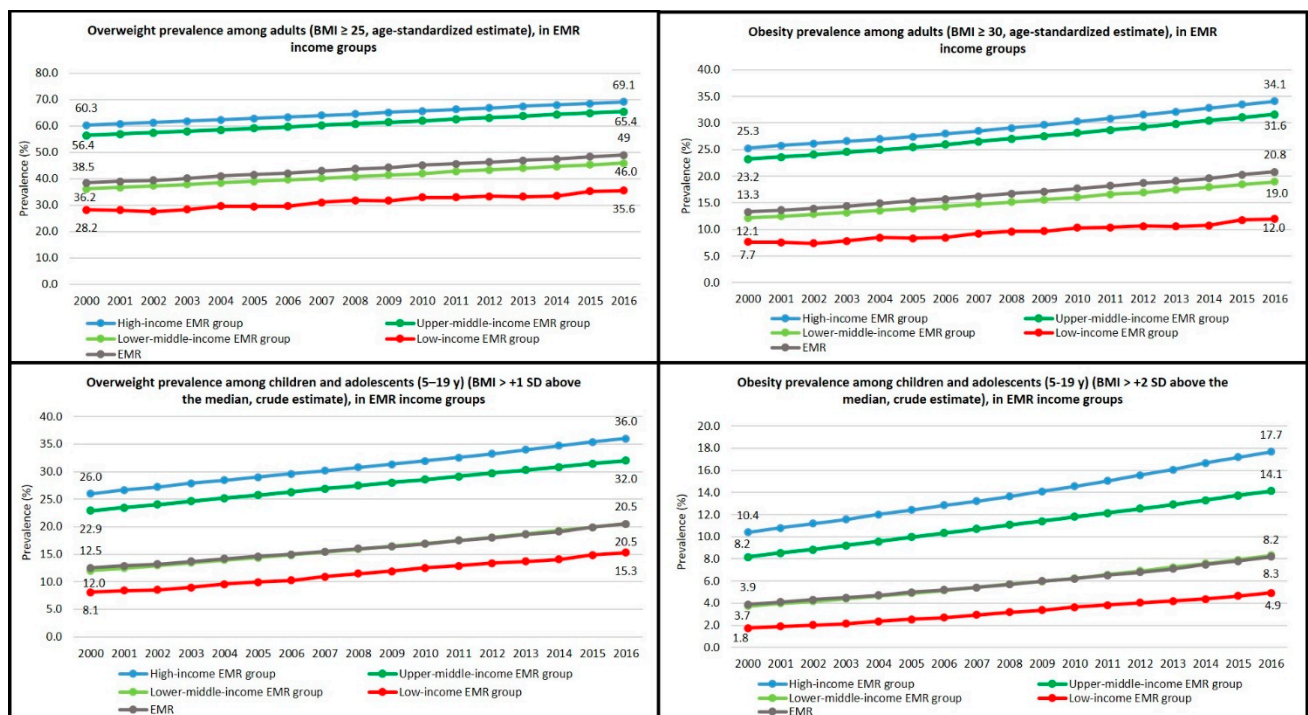 Overweight prevalence among adults (BMI ≥ 25, age-standardized estimate), in EMR
income groups
Prevalence (%)
80.0
70.0
60.0
50.0
40.0
30.0
20.0
10.0
0.0
60.3
56.4
38.5
36.2
28.2
69.1
65.4
49
46.0
35.6
2000 2001 2002 2003 2004 2005 2006 2007 2008 2009 2010 2011 2012 2013 2014 2015 2016
High-income EMR group
Upper-middle-income EMR group
Lower-middle-income EMR group
Low-income EMR group
EMR
Obesity prevalence among adults (BMI ≥ 30, age-standardized estimate), in EMR
income groups
Prevalence (%)
40.0
35.0
30.0
25.0
20.0
15.0
10.0
5.0
0.0
25.3
23.2
13.3
12.1
7.7
34.1
31.6
20.8
19.0
12.0
2000 2001 2002 2003 2004 2005 2006 2007 2008 2009 2010 2011 2012 2013 2014 2015 2016
High-income EMR group
Upper-middle-income EMR group
Lower-middle-income EMR group
Low-income EMR group
EMR
Overweight prevalence among children and adolescents (5–19 y) (BMI > +1 SD above
the median, crude estimate), in EMR income groups
Prevalence (%)
40.0
35.0
30.0
25.0
20.0
15.0
10.0
5.0
0.0
26.0
22.9
12.5
12.0
8.1
36.0
32.0
20.5
20.5
15.3
2000 2001 2002 2003 2004 2005 2006 2007 2008 2009 2010 2011 2012 2013 2014 2015 2016
High-income EMR group
Upper-middle-income EMR group
Lower-middle-income EMR group
Low-income EMR group
EMR
Obesity prevalence among children and adolescents (5-19 y) (BMI > +2 SD above the
median, crude estimate), in EMR income groups
Prevalence (%)
20.0
18.0
16.0
14.0
12.0
10.0
8.0
6.0
4.0
2.0
0.0
10.4
8.2
3.9
3.7
1.8
17.7
14.1
8.2
8.3
4.9
2000 2001 2002 2003 2004 2005 2006 2007 2008 2009 2010 2011 2012 2013 2014 2015 2016
High-income EMR group
Upper-middle-income EMR group
Lower-middle-income EMR group
Low-income EMR group
EMR